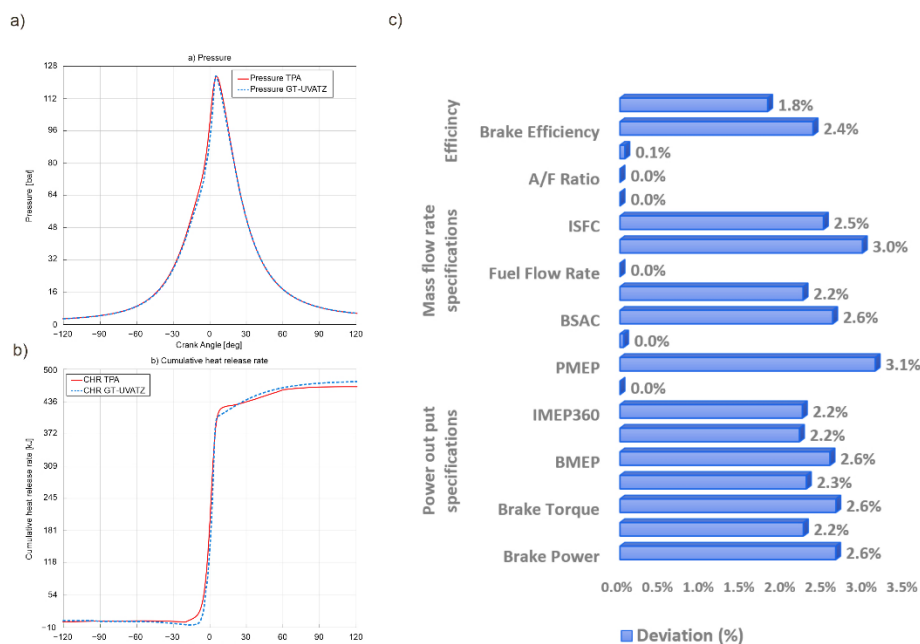 a)
a) Pressure
Pressure TPA
Pressure GT-UVATZ
128
112
96
80
64
48
32
16
0
Pressure [bar]
−120
−90
−60
−30
0
30
60
90
120
Crank Angle [deg]
b)
b) Cumulative heat release rate
CHR TPA
CHR GT-UVATZ
500
436
372
309
245
181
118
54
−10
Cumulative heat release rate [kJ]
−120
−90
−60
−30
0
30
60
90
120
c)
Efficincy
Mass flow rate
specifications
Power out put
specifications
1.8%
Brake Efficiency 2.4%
0.1%
A/F Ratio 0.0%
0.0%
ISFC 2.5%
3.0%
Fuel Flow Rate 0.0%
2.2%
BSAC 2.6%
0.0%
PMEP 3.1%
0.0%
IMEP360 2.2%
2.2%
BMEP 2.6%
2.3%
Brake Torque 2.6%
2.2%
Brake Power 2.6%
0.0% 0.5% 1.0% 1.5% 2.0% 2.5% 3.0% 3.5%
Deviation (%)